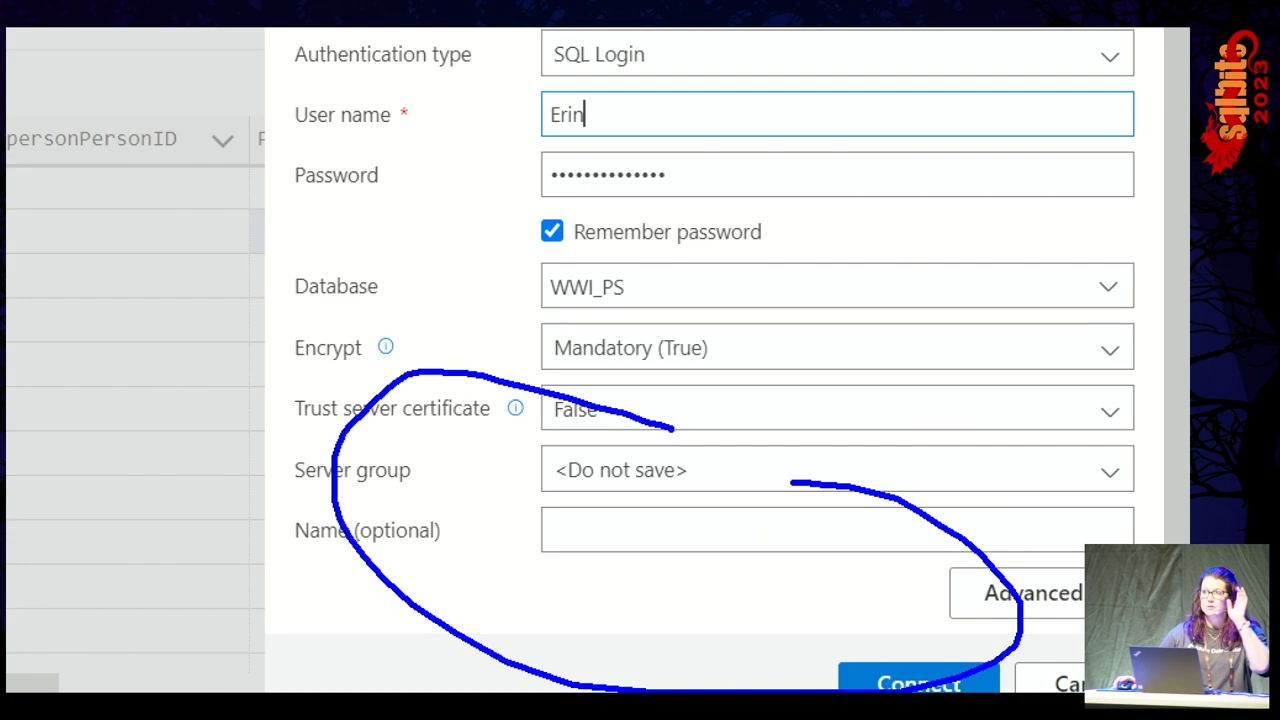 Authentication type SQL Login
personPersonID
User name * Erin
Password ••••••••••••••
Remember password
Database WWI_PS
Encrypt Mandatory (True)
Trust server certificate False
Server group <Do not save>
Name (optional)
Advanced
Connect
sqlbits
2023